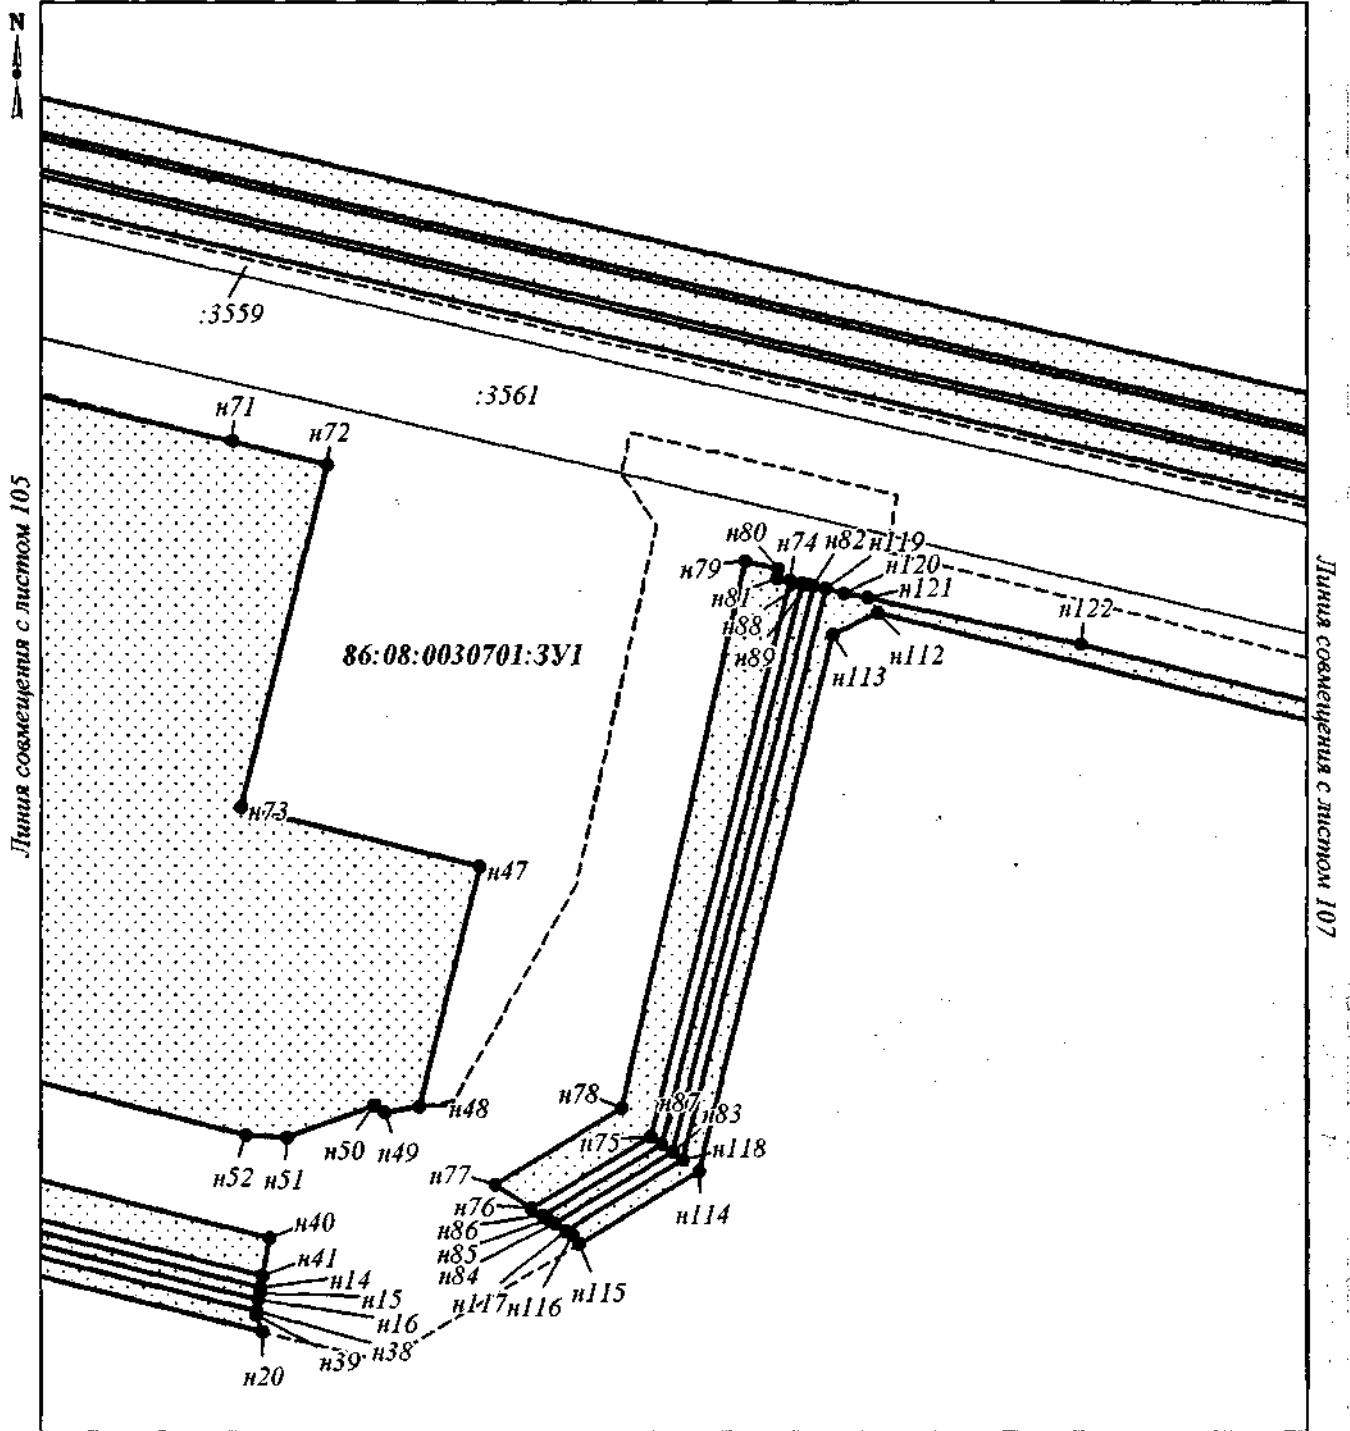 N
:3559
:3561
н71
н72
н80
н74
н82
н119
н79
н120
н81
н121
н88
н122
н89
н112
86:08:0030701:ЗУ1
н113
Линия совмещения с листом 105
Линия совмещения с листом 107
н73
н47
н78
н87
н48
н83
н50
н49
н75
н118
н52
н51
н77
н76
н114
н40
н86
н41
н85
н14
н84
н15
н117
н116
н115
н16
н38
н39
н20